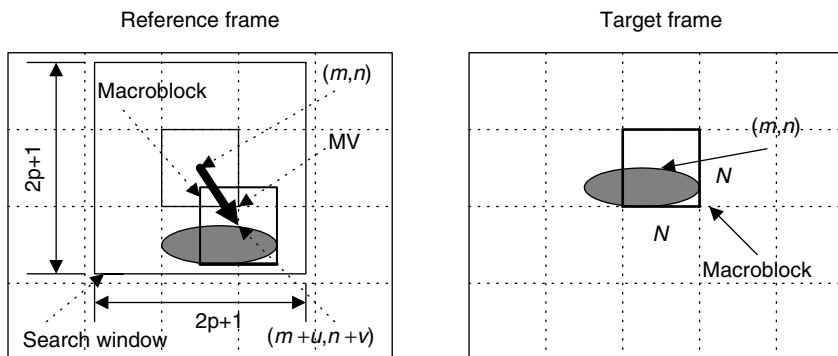 Reference frame
Target frame
(m,n)
Macroblock
MV
2p+1
2p+1
Search window
(m +u,n +v)
(m,n)
N
N
Macroblock